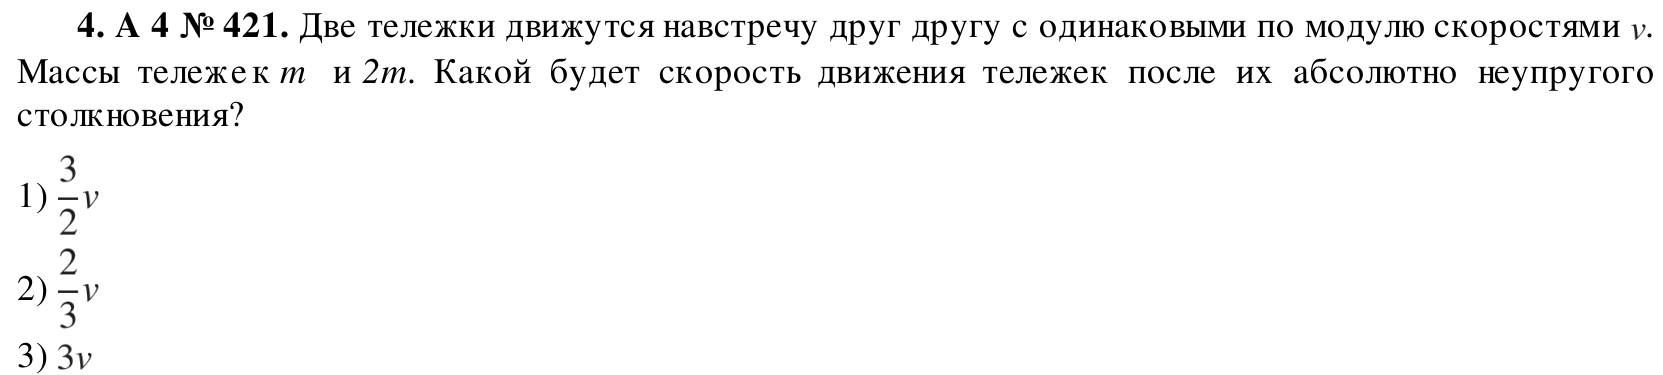 4. А 4 № 421. Две тележки движутся навстречу друг другу с одинаковыми по модулю скоростями v.
Массы тележек m и 2m. Какой будет скорость движения тележек после их абсолютно неупругого
столкновения?
1) 3/2 v
2) 2/3 v
3) 3v